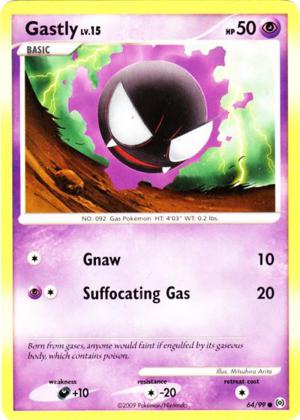 Gastly LV.15 HP 50
BASIC
NO. 092 Gas Pokémon HT: 4'03" WT: 0.2 lbs.
Gnaw 10
Suffocating Gas 20
Born from gases, anyone would faint if engulfed by its gaseous
body, which contains poison.
Illus. Mitsuhiro Arita
weakness resistance retreat cost
+10 -20
©2009 Pokémon/Nintendo 64/99